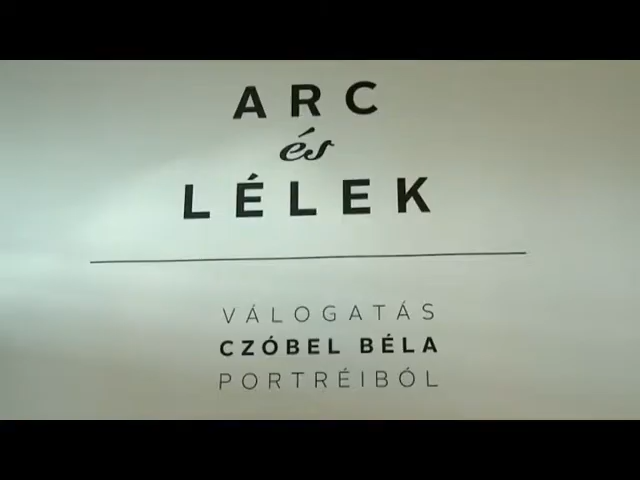 ARC
és
LÉLEK
VÁLOGATÁS
CZÓBEL BÉLA
PORTRÉIBÓL